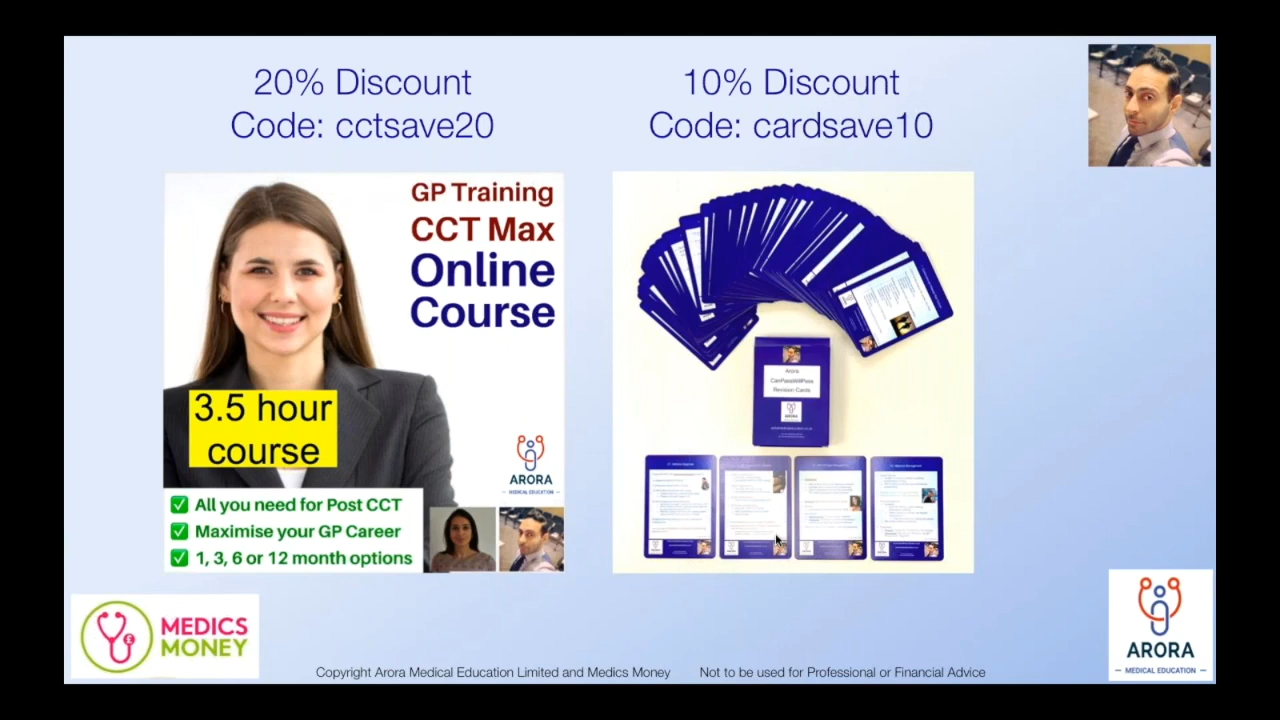 20% Discount
Code: cctsave20
10% Discount
Code: cardsave10
GP Training
CCT Max
Online
Course
3.5 hour
course
ARORA
MEDICAL EDUCATION
All you need for Post CCT
Maximise your GP Career
1, 3, 6 or 12 month options
Arora
CanPassWillPass
Revision Cards
MEDICS
MONEY
Copyright Arora Medical Education Limited and Medics Money
Not to be used for Professional or Financial Advice
ARORA
MEDICAL EDUCATION